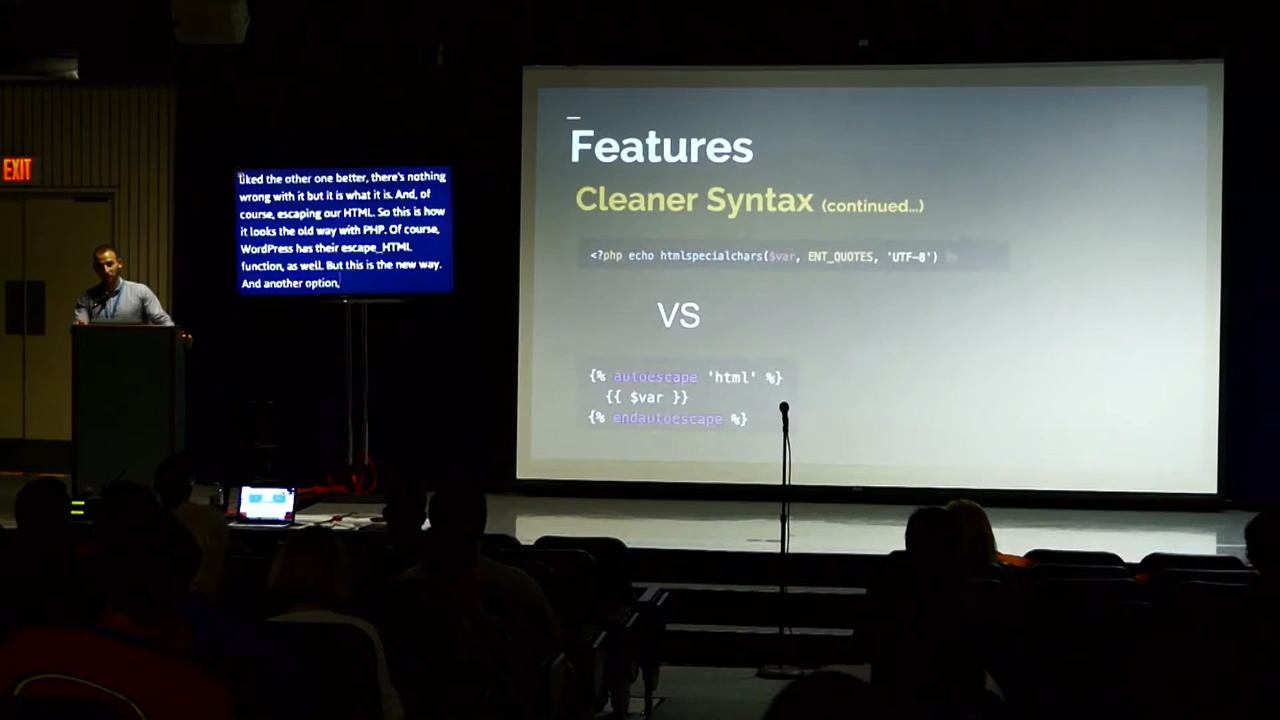 EXIT
liked the other one better, there's nothing
wrong with it but it is what it is. And, of
course, escaping our HTML. So this is how
it looks the old way with PHP. Of course,
WordPress has their escape_HTML
function, as well. But this is the new way.
And another option,
Features
Cleaner Syntax (continued...)
<?php echo htmlspecialchars($var, ENT_QUOTES, 'UTF-8') ?>
VS
{% autoescape 'html' %}
{{ $var }}
{% endautoescape %}